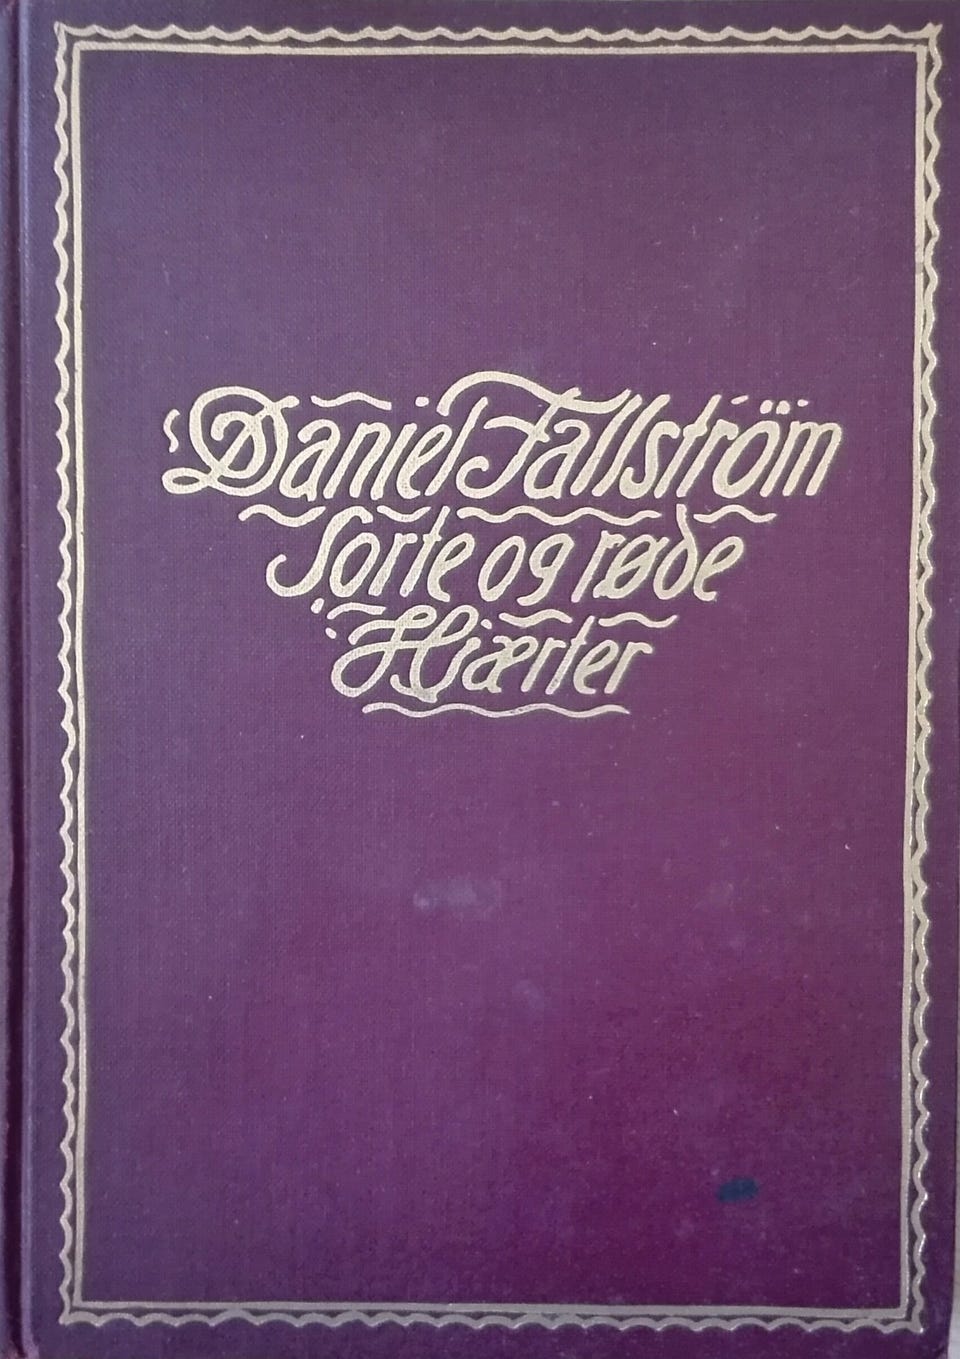 Daniel Fallström
Sorte og røde
Hjærter